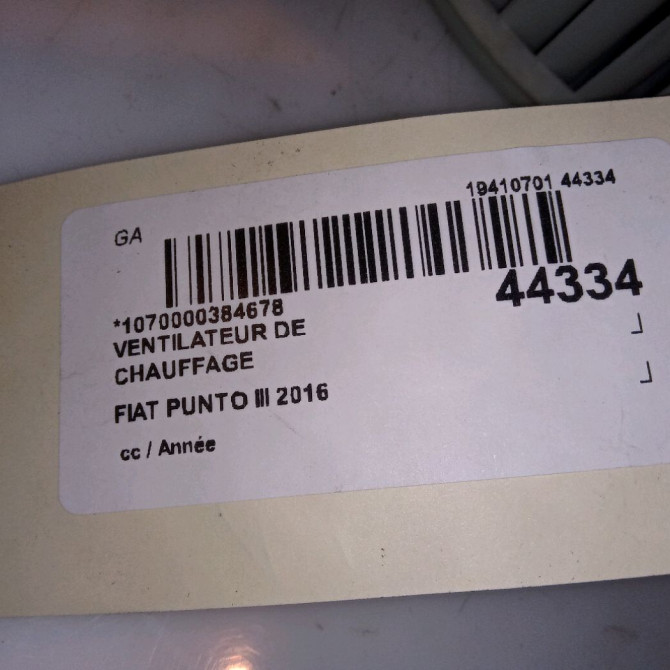 GA
19410701 44334
44334
*1070000384678
VENTILATEUR DE
CHAUFFAGE
FIAT PUNTO III 2016
cc / Année